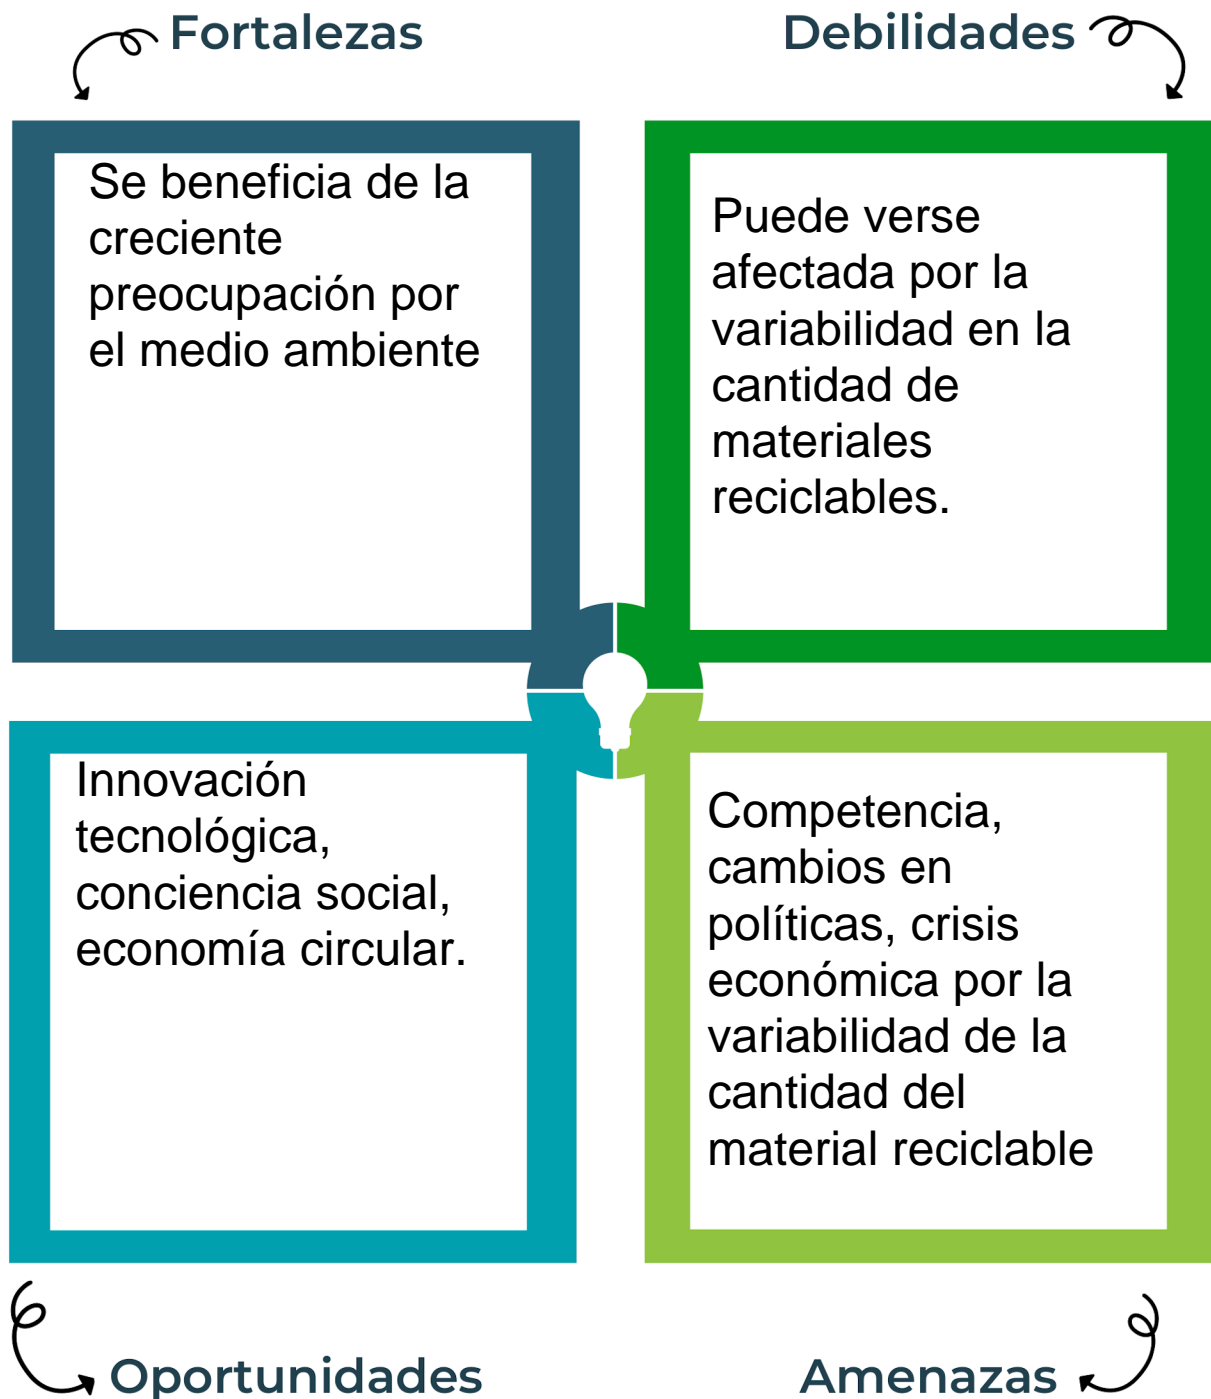 Fortalezas
Se beneficia de la
creciente
preocupación por
el medio ambiente
Debilidades
Puede verse
afectada por la
variabilidad en la
cantidad de
materiales
reciclables.
Innovación
tecnológica,
conciencia social,
economía circular.
Oportunidades
Competencia,
cambios en
políticas, crisis
económica por la
variabilidad de la
cantidad del
material reciclable
Amenazas